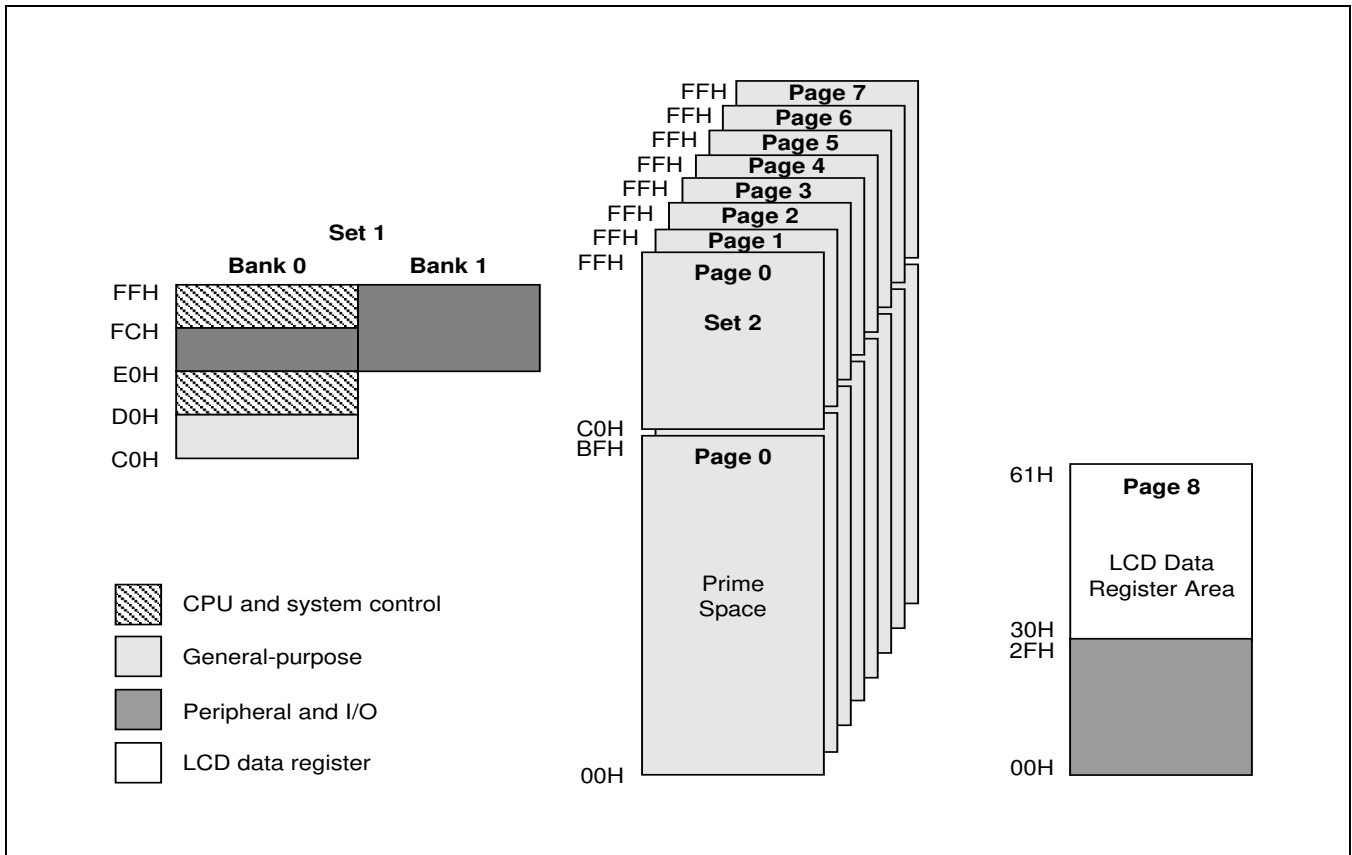 Set 1
Bank 0 Bank 1
FFH
FCH
E0H
D0H
C0H
CPU and system control
General-purpose
Peripheral and I/O
LCD data register
FFH Page 7
FFH Page 6
FFH Page 5
FFH Page 4
FFH Page 3
FFH Page 2
FFH Page 1
FFH Page 0
Set 2
C0H
BFH Page 0
Prime
Space
00H
61H Page 8
LCD Data
Register Area
30H
2FH
00H